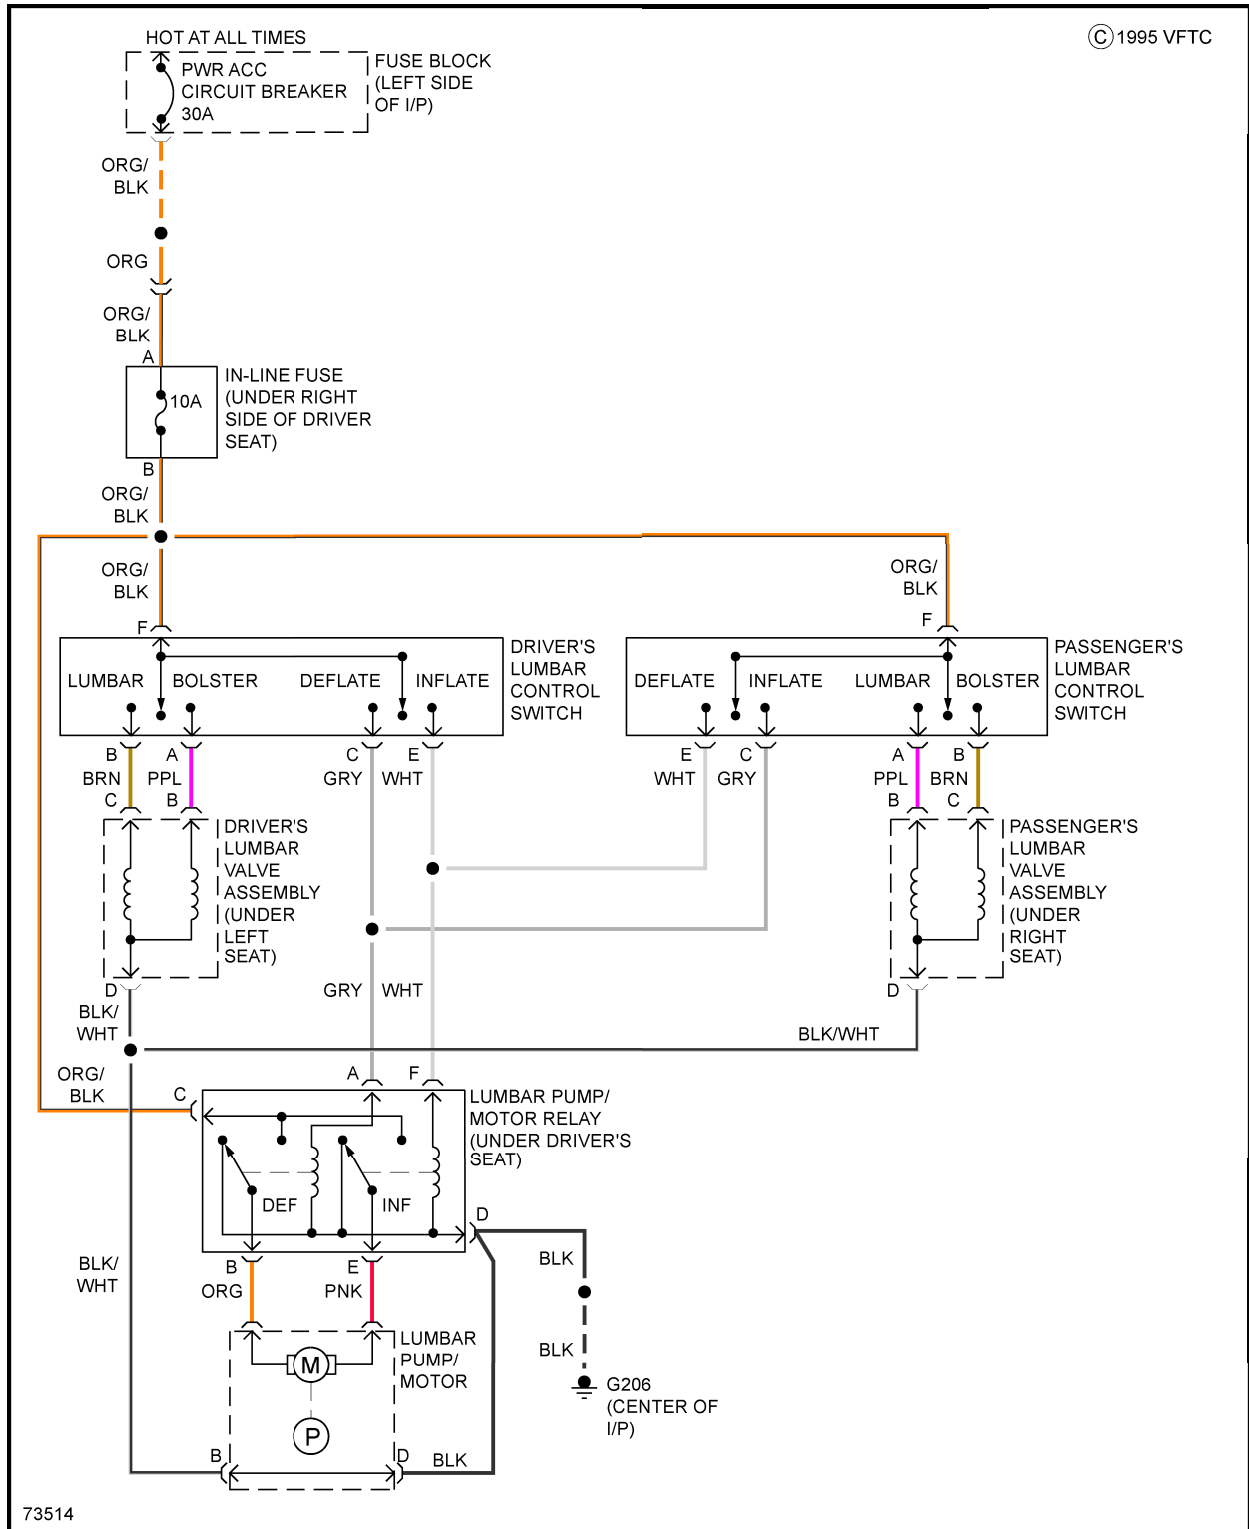 HOT AT ALL TIMES
© 1995 VFTC
PWR ACC
CIRCUIT BREAKER
30A
FUSE BLOCK
(LEFT SIDE
OF I/P)
ORG/
BLK
ORG
ORG/
BLK
A
10A
IN-LINE FUSE
(UNDER RIGHT
SIDE OF DRIVER
SEAT)
B
ORG/
BLK
ORG/
BLK
ORG/
BLK
F
F
LUMBAR BOLSTER DEFLATE INFLATE
DRIVER'S
LUMBAR
CONTROL
SWITCH
DEFLATE INFLATE LUMBAR BOLSTER
PASSENGER'S
LUMBAR
CONTROL
SWITCH
B A C E
BRN PPL GRY WHT
C B
E C A B
WHT GRY PPL BRN
B C
DRIVER'S
LUMBAR
VALVE
ASSEMBLY
(UNDER
LEFT
SEAT)
PASSENGER'S
LUMBAR
VALVE
ASSEMBLY
(UNDER
RIGHT
SEAT)
D
BLK/
WHT
GRY WHT
D
BLK/WHT
ORG/
BLK
C
A F
LUMBAR PUMP/
MOTOR RELAY
(UNDER DRIVER'S
SEAT)
DEF INF
D
B E
ORG PNK
BLK/
WHT
BLK
BLK
LUMBAR
PUMP/
MOTOR
M
P
G206
(CENTER OF
I/P)
B D
BLK
73514